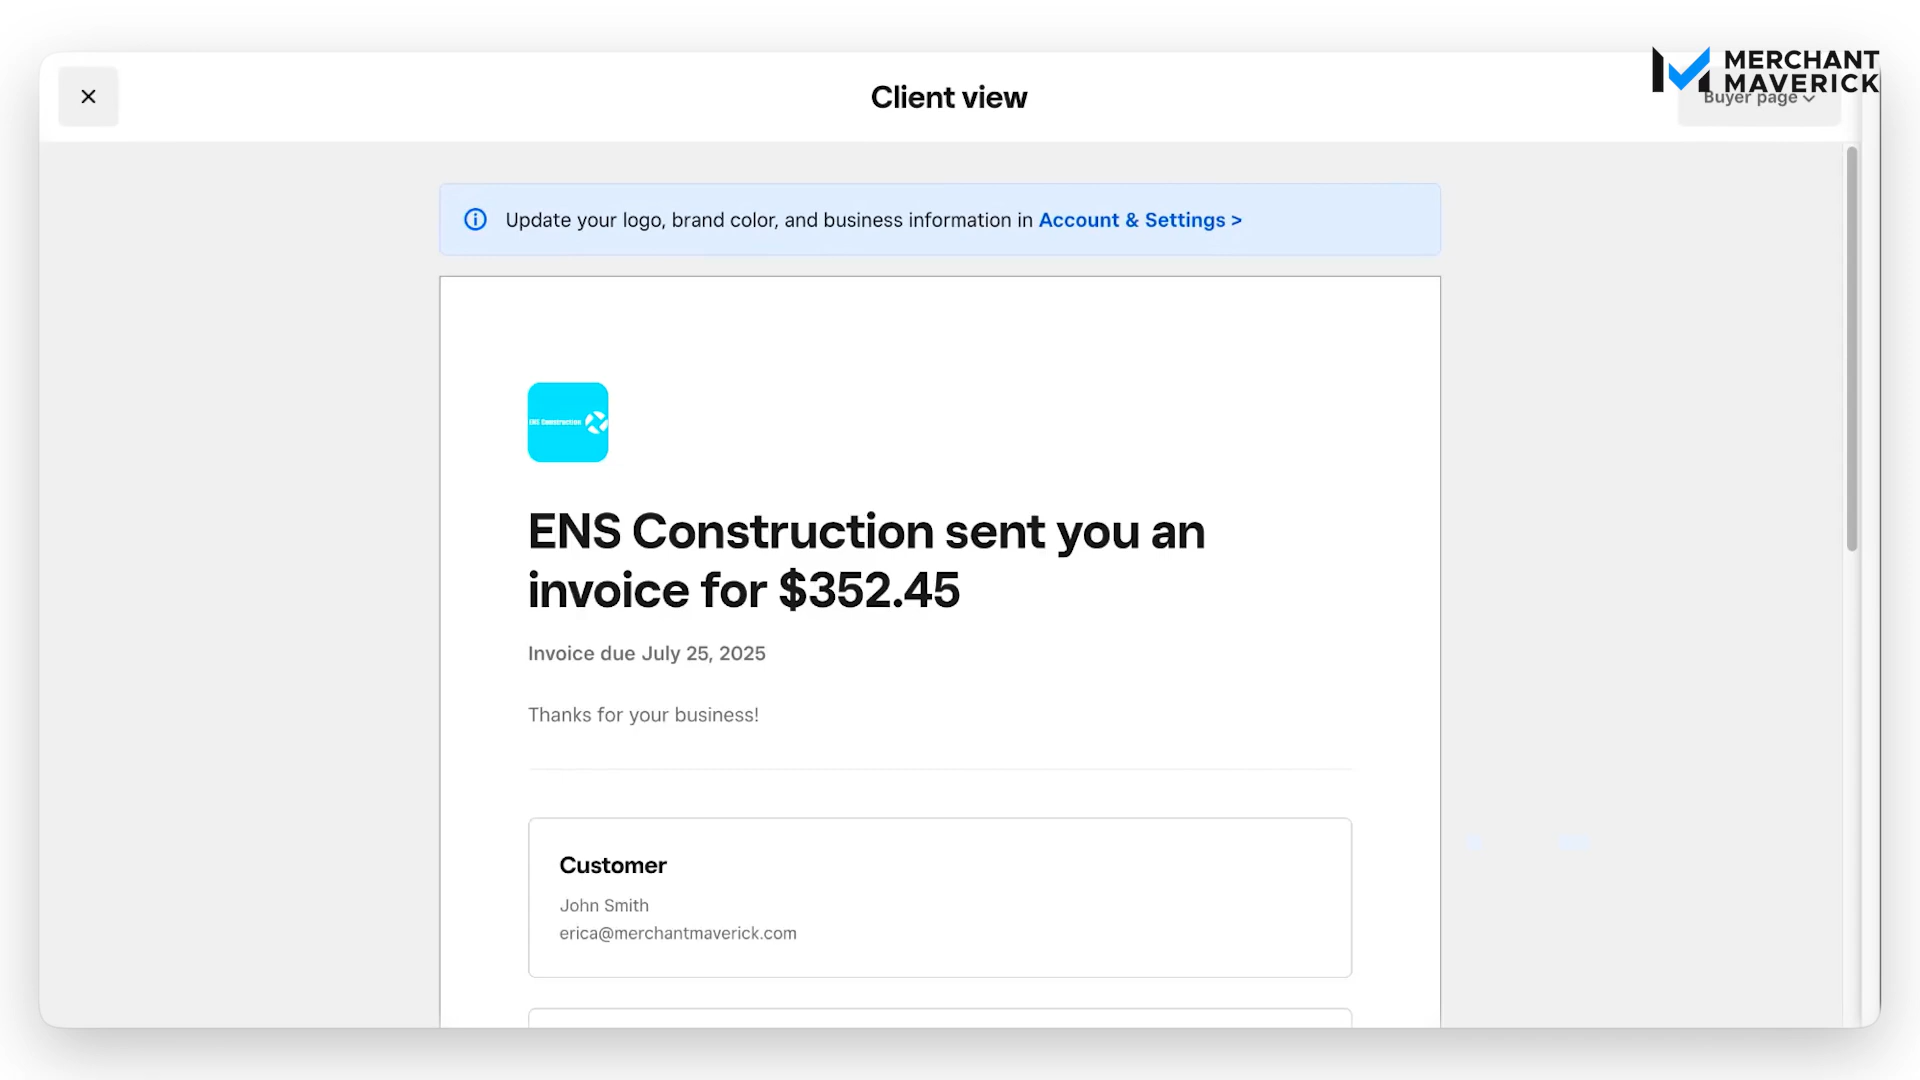 MERCHANT
MAVERICK
Client view
Buyer page
Update your logo, brand color, and business information in Account & Settings >
ENS Construction
ENS Construction sent you an
invoice for $352.45
Invoice due July 25, 2025
Thanks for your business!
Customer
John Smith
erica@merchantmaverick.com